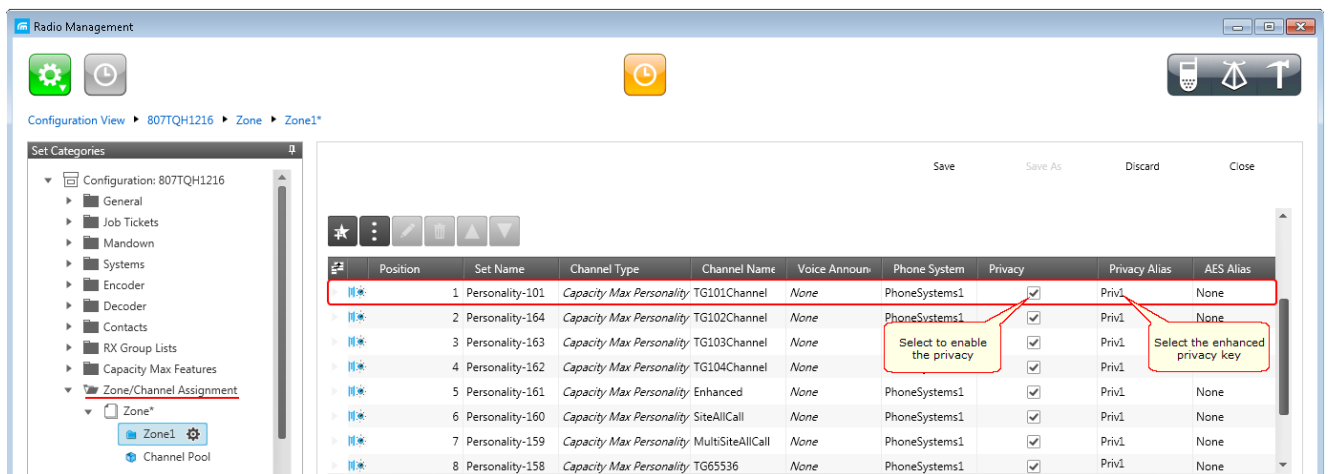 Radio Management
Configuration View 807TQH1216 Zone Zone1*
Set Categories
Configuration: 807TQH1216
General
Job Tickets
Mandown
Systems
Encoder
Decoder
Contacts
RX Group Lists
Capacity Max Features
Zone/Channel Assignment
Zone*
Zone1
Channel Pool
Save Save As Discard Close
Position Set Name Channel Type Channel Name Voice Announ Phone System Privacy Privacy Alias AES Alias
1 Personality-101 Capacity Max Personality TG101Channel None PhoneSystems1 Priv1 None
2 Personality-164 Capacity Max Personality TG102Channel None PhoneSystems1 Priv1 None
3 Personality-163 Capacity Max Personality TG103Channel None
4 Personality-162 Capacity Max Personality TG104Channel None
Select to enable
the privacy
Select the enhanced
privacy key
5 Personality-161 Capacity Max Personality Enhanced None PhoneSystems1 Priv1 None
6 Personality-160 Capacity Max Personality SiteAllCall None PhoneSystems1 Priv1 None
7 Personality-159 Capacity Max Personality MultiSiteAllCall None PhoneSystems1 Priv1 None
8 Personality-158 Capacity Max Personality TG65536 None PhoneSystems1 Priv1 None